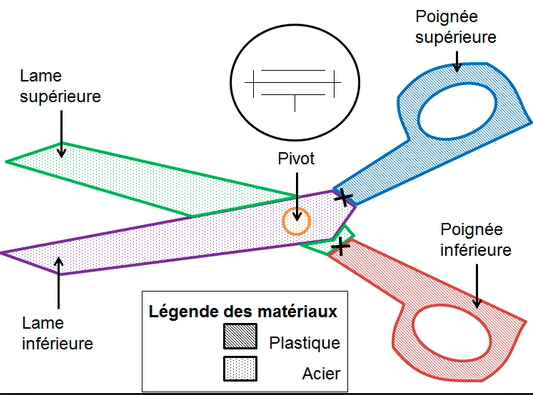 Poignée
supérieure
Lame
supérieure
Pivot
Poignée
inférieure
Lame
inférieure
Légende des matériaux
Plastique
Acier